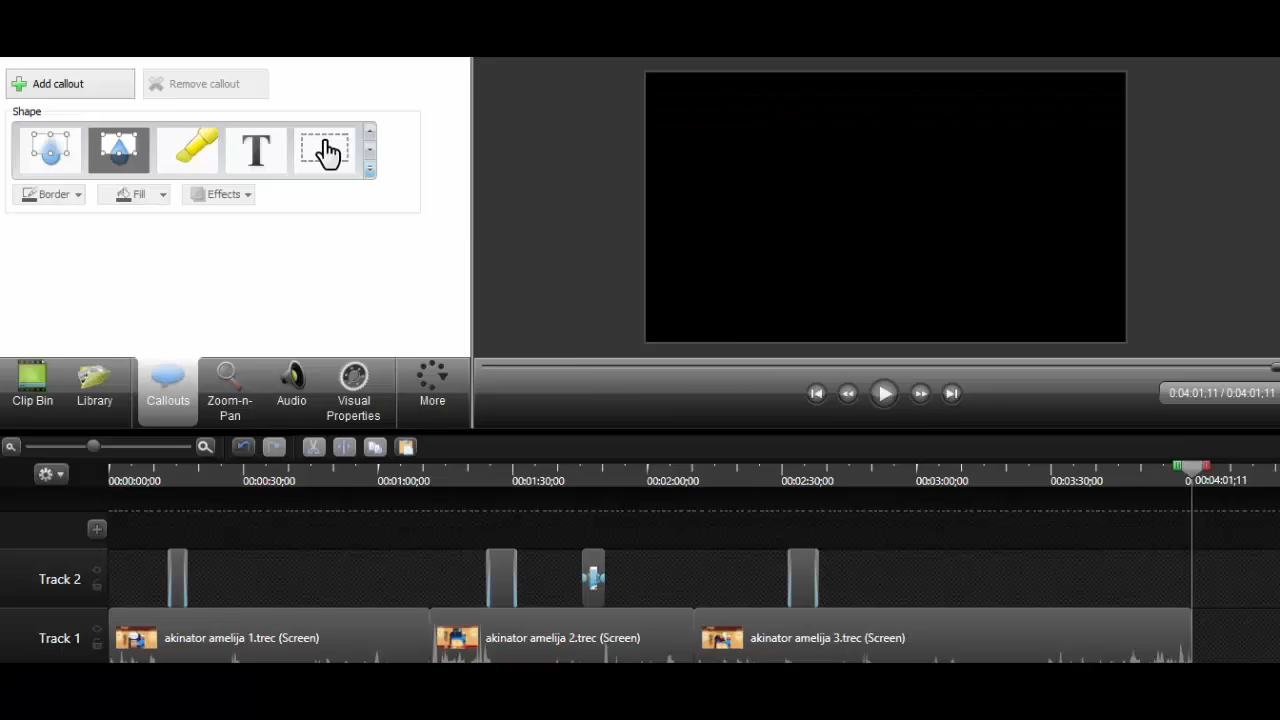 Add callout
Remove callout
Shape
T
Border
Fill
Effects
Clip Bin
Library
Callouts
Zoom-n-
Pan
Audio
Visual
Properties
More
0:04:01,11 / 0:04:01,11
00:00:00;00
00:00:30;00
00:01:00;00
00:01:30;00
00:02:00;00
00:02:30;00
00:03:00;00
00:03:30;00
0
00:04:01;11
Track 2
Track 1
akinator amelija 1.trec (Screen)
akinator amelija 2.trec (Screen)
akinator amelija 3.trec (Screen)